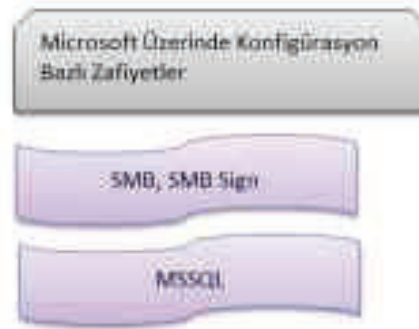 Microsoft Üzerinde Konfigürasyon
Bazlı Zafiyetler
SMB, SMB Sign
MSSQL